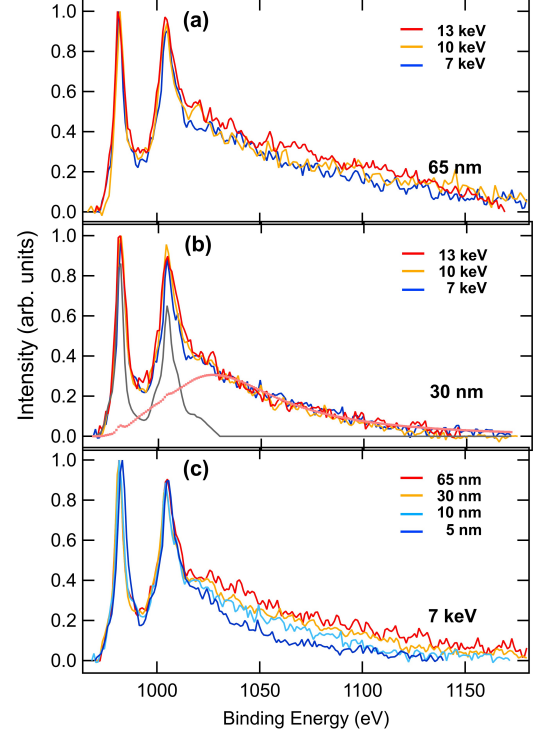 (a)
13 keV
10 keV
7 keV
65 nm
1.0
0.8
0.6
0.4
0.2
0.0
(b)
13 keV
10 keV
7 keV
30 nm
1.0
0.8
0.6
0.4
0.2
0.0
Intensity (arb. units)
(c)
65 nm
30 nm
10 nm
5 nm
7 keV
1.0
0.8
0.6
0.4
0.2
0.0
1000 1050 1100 1150
Binding Energy (eV)